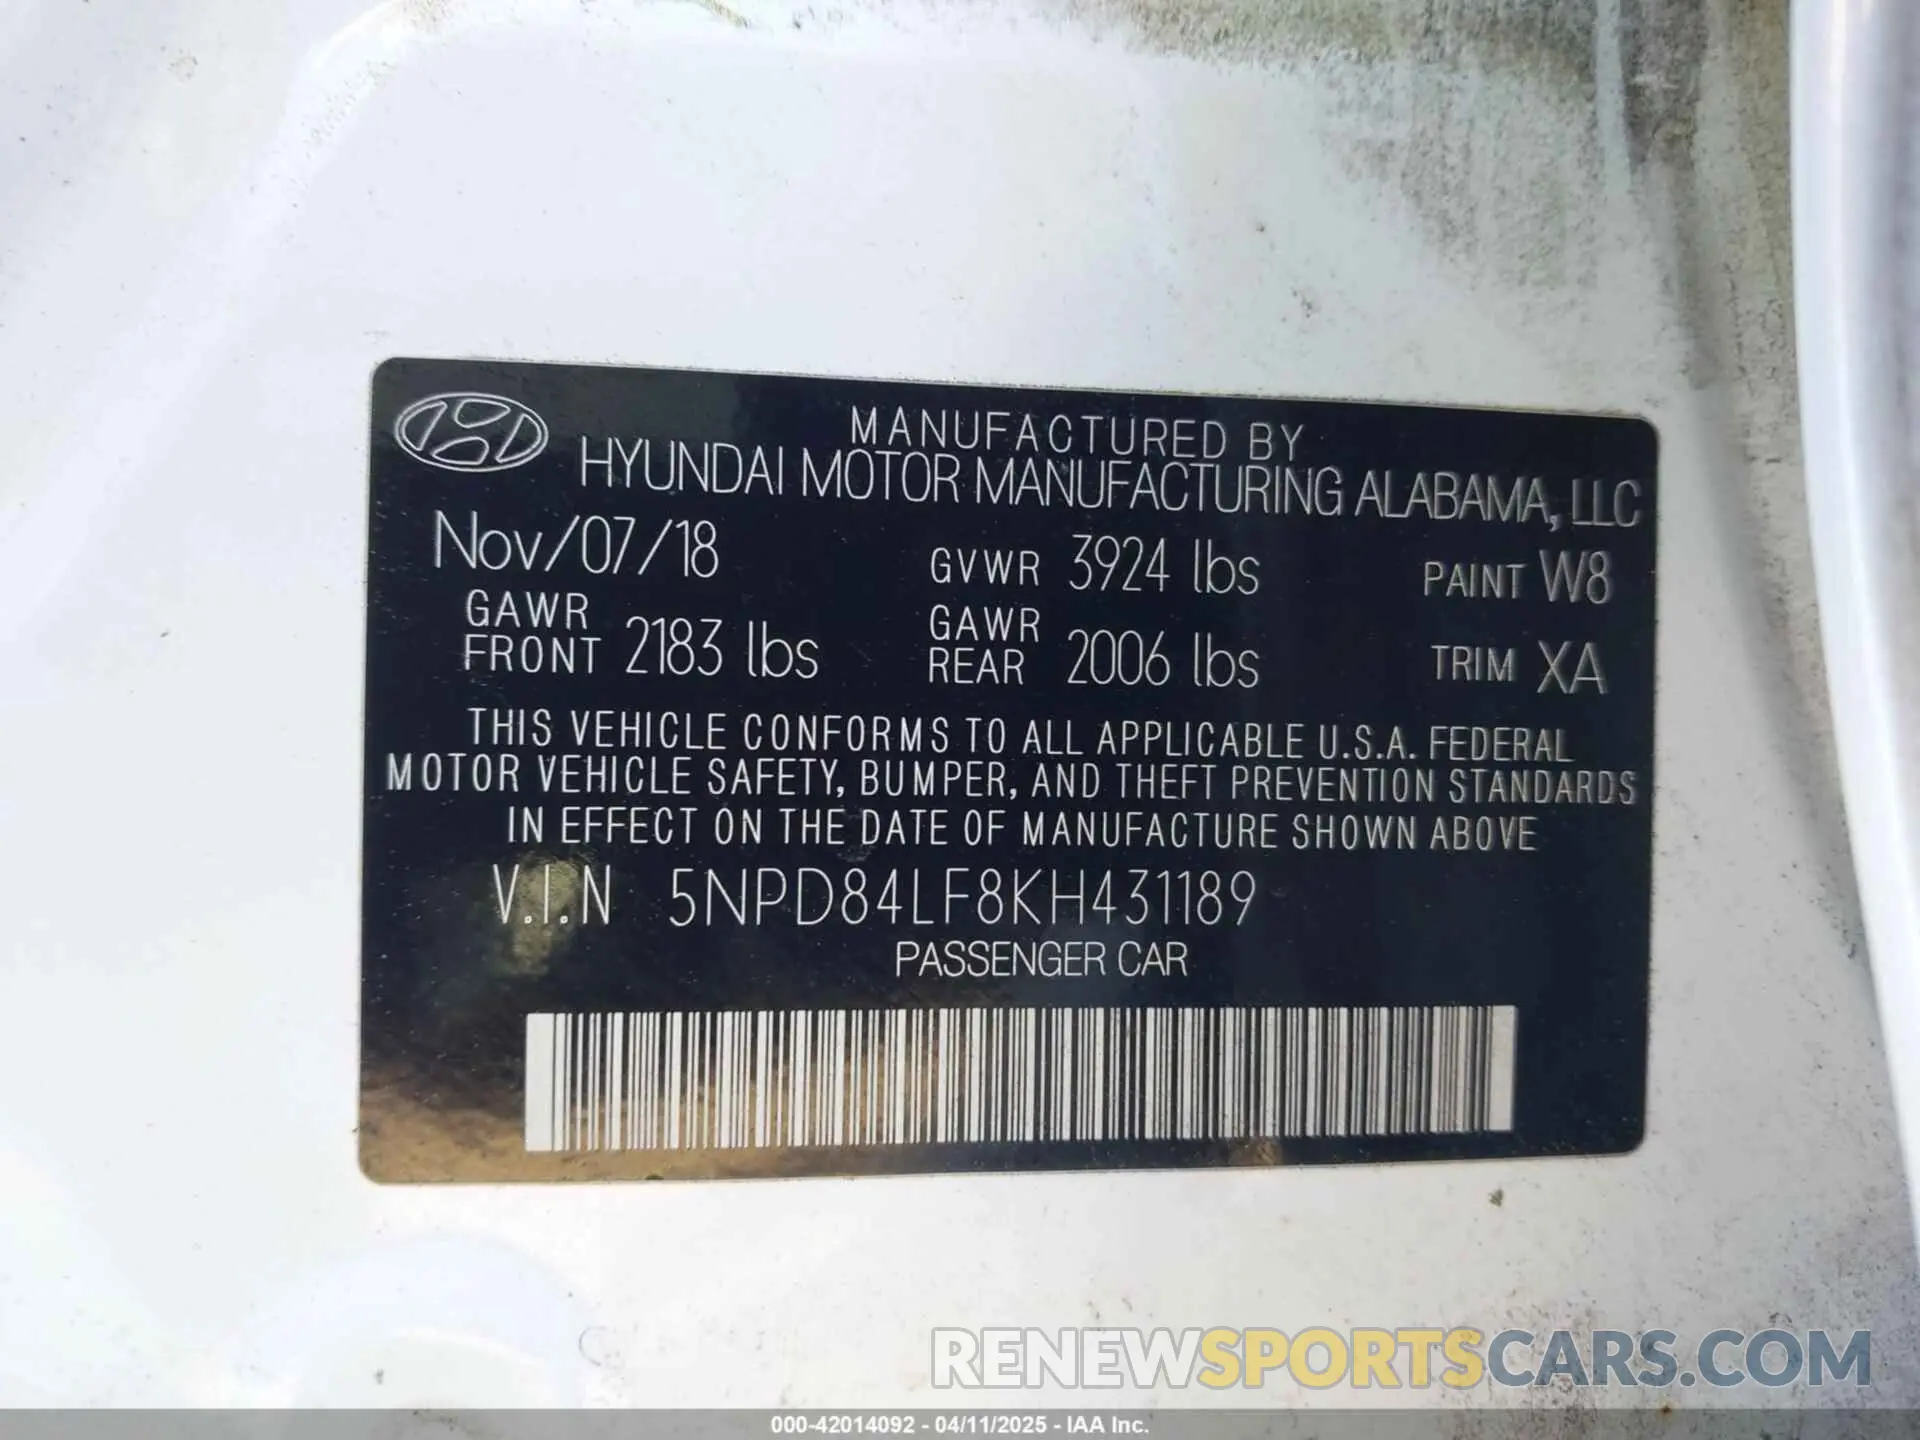 MANUFACTURED BY
HYUNDAI MOTOR MANUFACTURING ALABAMA, LLC
Nov/07/18 GVWR 3924 lbs PAINT W8
GAWR FRONT 2183 lbs GAWR REAR 2006 lbs TRIM XA
THIS VEHICLE CONFORMS TO ALL APPLICABLE U.S.A. FEDERAL
MOTOR VEHICLE SAFETY, BUMPER, AND THEFT PREVENTION STANDARDS
IN EFFECT ON THE DATE OF MANUFACTURE SHOWN ABOVE
V.I.N 5NPD84LF8KH431189
PASSENGER CAR
RENEWSPORTSCARS.COM
000-42014092 - 04/11/2025 - IAA Inc.